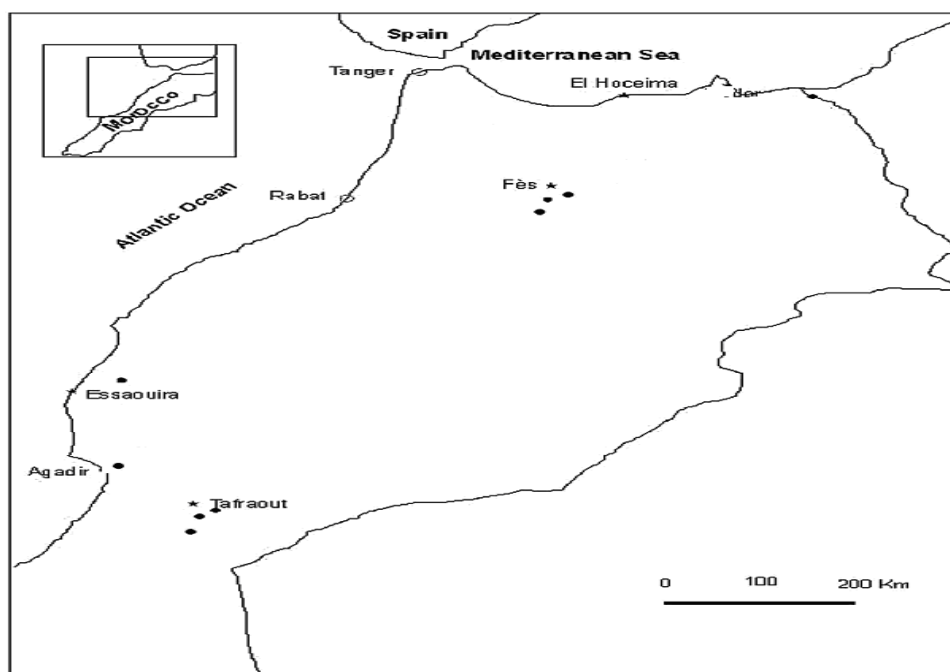 Spain
Mediterranean Sea
Tanger
El Hoceima
Morocco
Fès
Rabat
Atlantic Ocean
Essaouira
Agadir
Tafraout
0 100 200 Km